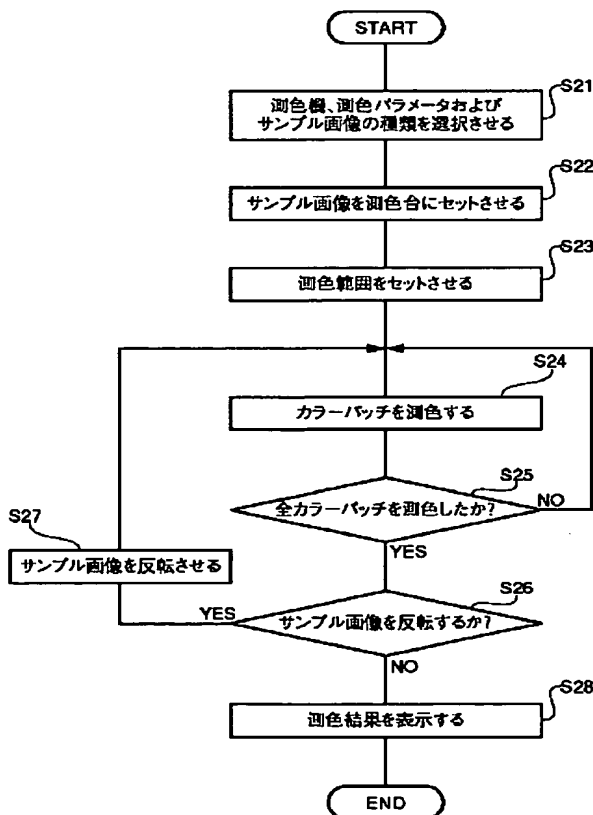 START
S21
測色機、測色パラメータおよび
サンプル画像の種類を選択させる
S22
サンプル画像を測色台にセットさせる
S23
測色範囲をセットさせる
S24
カラーパッチを測色する
S25
全カラーパッチを測色したか?
NO
YES
S27
サンプル画像を反転させる
S26
サンプル画像を反転するか?
YES
NO
S28
測色結果を表示する
END